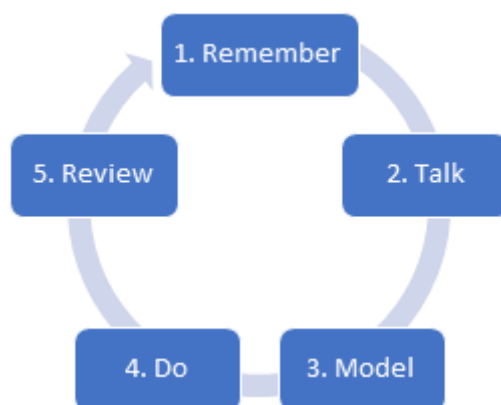 1. Remember
2. Talk
3. Model
4. Do
5. Review